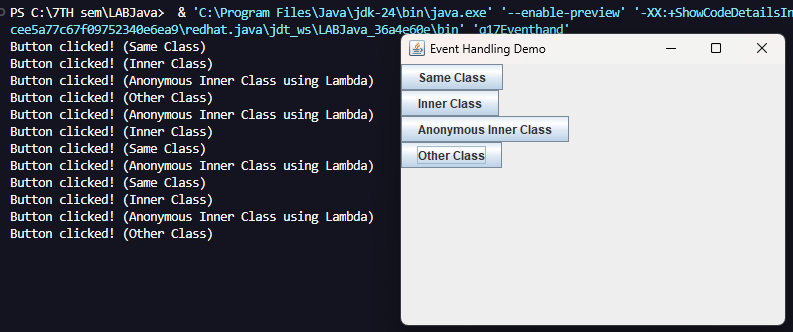 PS C:\7TH sem\LABJava>  & 'C:\Program Files\Java\jdk-24\bin\java.exe' '--enable-preview' '-XX:+ShowCodeDetailsIn
cee5a77c67f09752340e6ea9\redhat.java\jdt_ws\LABJava_36a4e60e\bin' 'q17Eventhand'
Button clicked! (Same Class)
Button clicked! (Inner Class)
Button clicked! (Anonymous Inner Class using Lambda)
Button clicked! (Other Class)
Button clicked! (Anonymous Inner Class using Lambda)
Button clicked! (Inner Class)
Button clicked! (Same Class)
Button clicked! (Anonymous Inner Class using Lambda)
Button clicked! (Same Class)
Button clicked! (Inner Class)
Button clicked! (Anonymous Inner Class using Lambda)
Button clicked! (Other Class)
Event Handling Demo
Same Class
Inner Class
Anonymous Inner Class
Other Class